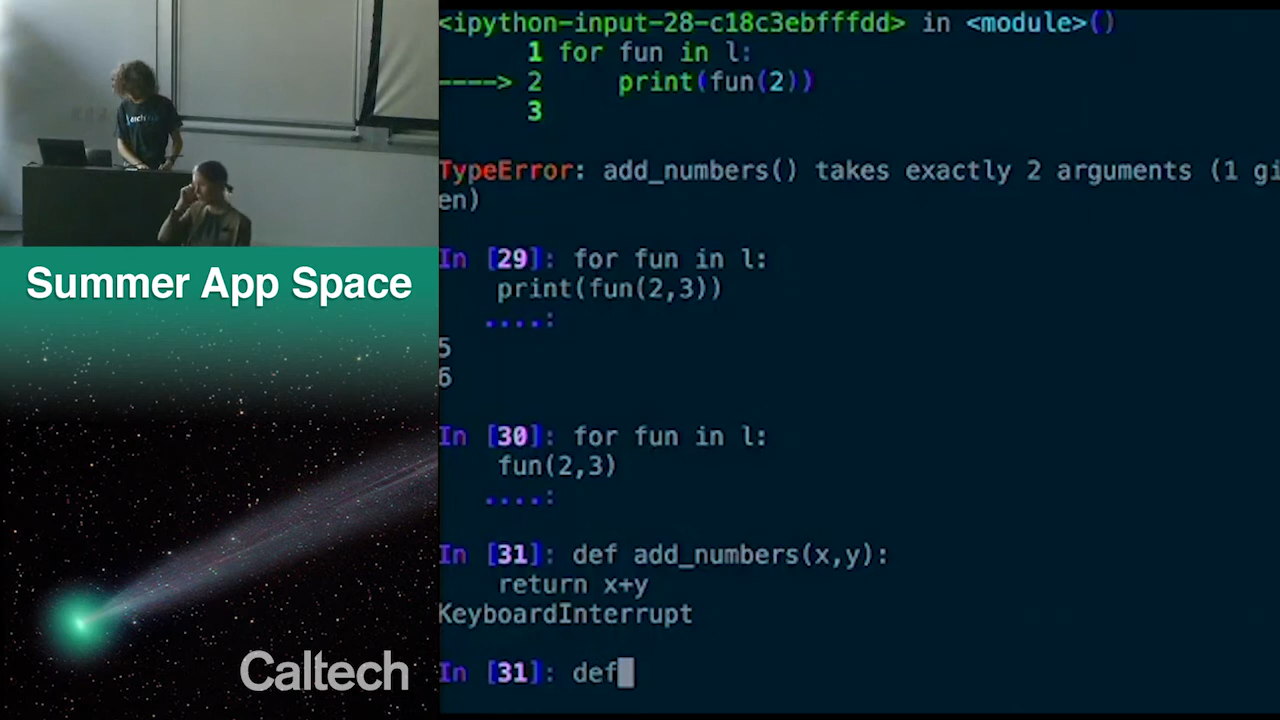 <ipython-input-28-c18c3ebfffdd> in <module>()
1 for fun in l:
----> 2 print(fun(2))
3
TypeError: add_numbers() takes exactly 2 arguments (1 gi
en)
In [29]: for fun in l:
print(fun(2,3))
....:
5
6
In [30]: for fun in l:
fun(2,3)
....:
In [31]: def add_numbers(x,y):
return x+y
KeyboardInterrupt
In [31]: def
Summer App Space
Caltech